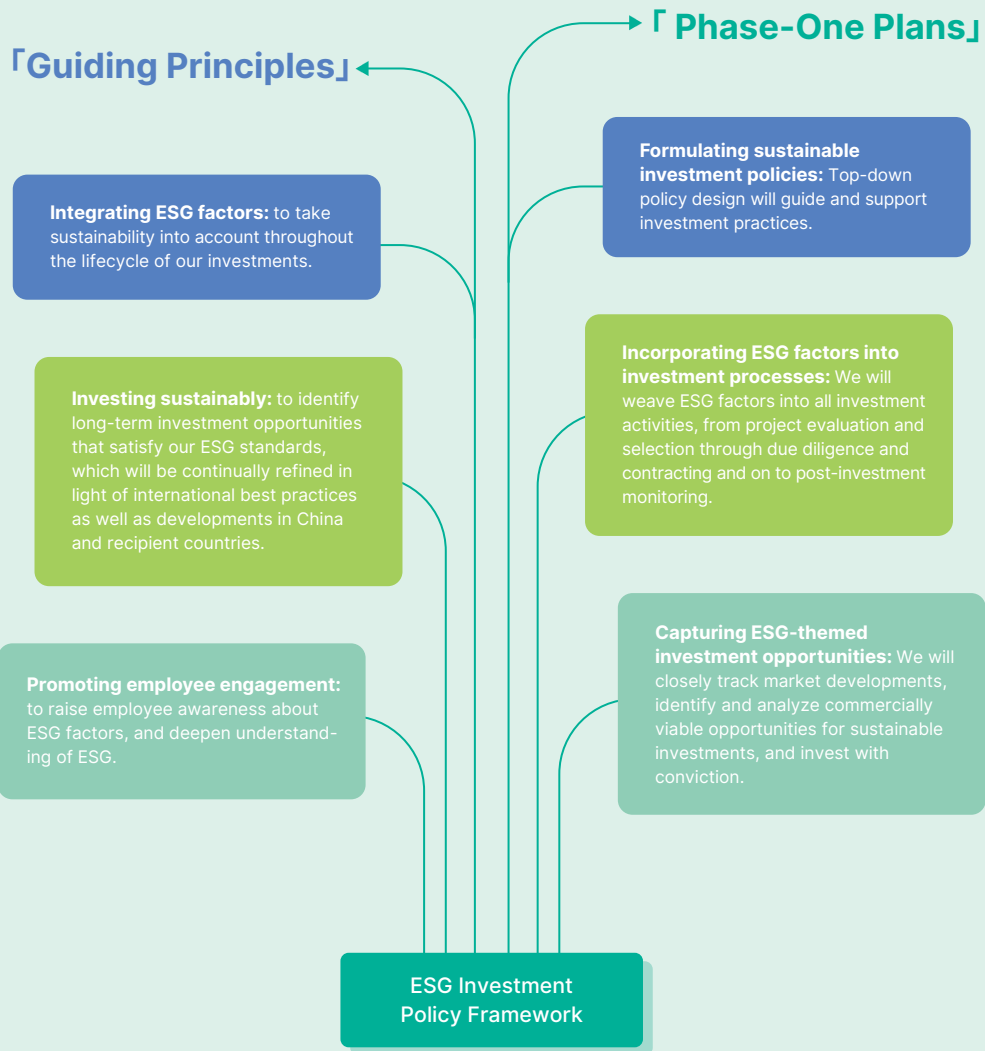 「Guiding Principles」
Integrating ESG factors: to take
sustainability into account throughout
the lifecycle of our investments.
Investing sustainably: to identify
long-term investment opportunities
that satisfy our ESG standards,
which will be continually refined in
light of international best practices
as well as developments in China
and recipient countries.
Promoting employee engagement:
to raise employee awareness about
ESG factors, and deepen understand-
ing of ESG.
「 Phase-One Plans」
Formulating sustainable
investment policies: Top-down
policy design will guide and support
investment practices.
Incorporating ESG factors into
investment processes: We will
weave ESG factors into all investment
activities, from project evaluation and
selection through due diligence and
contracting and on to post-investment
monitoring.
Capturing ESG-themed
investment opportunities: We will
closely track market developments,
identify and analyze commercially
viable opportunities for sustainable
investments, and invest with
conviction.
ESG Investment
Policy Framework